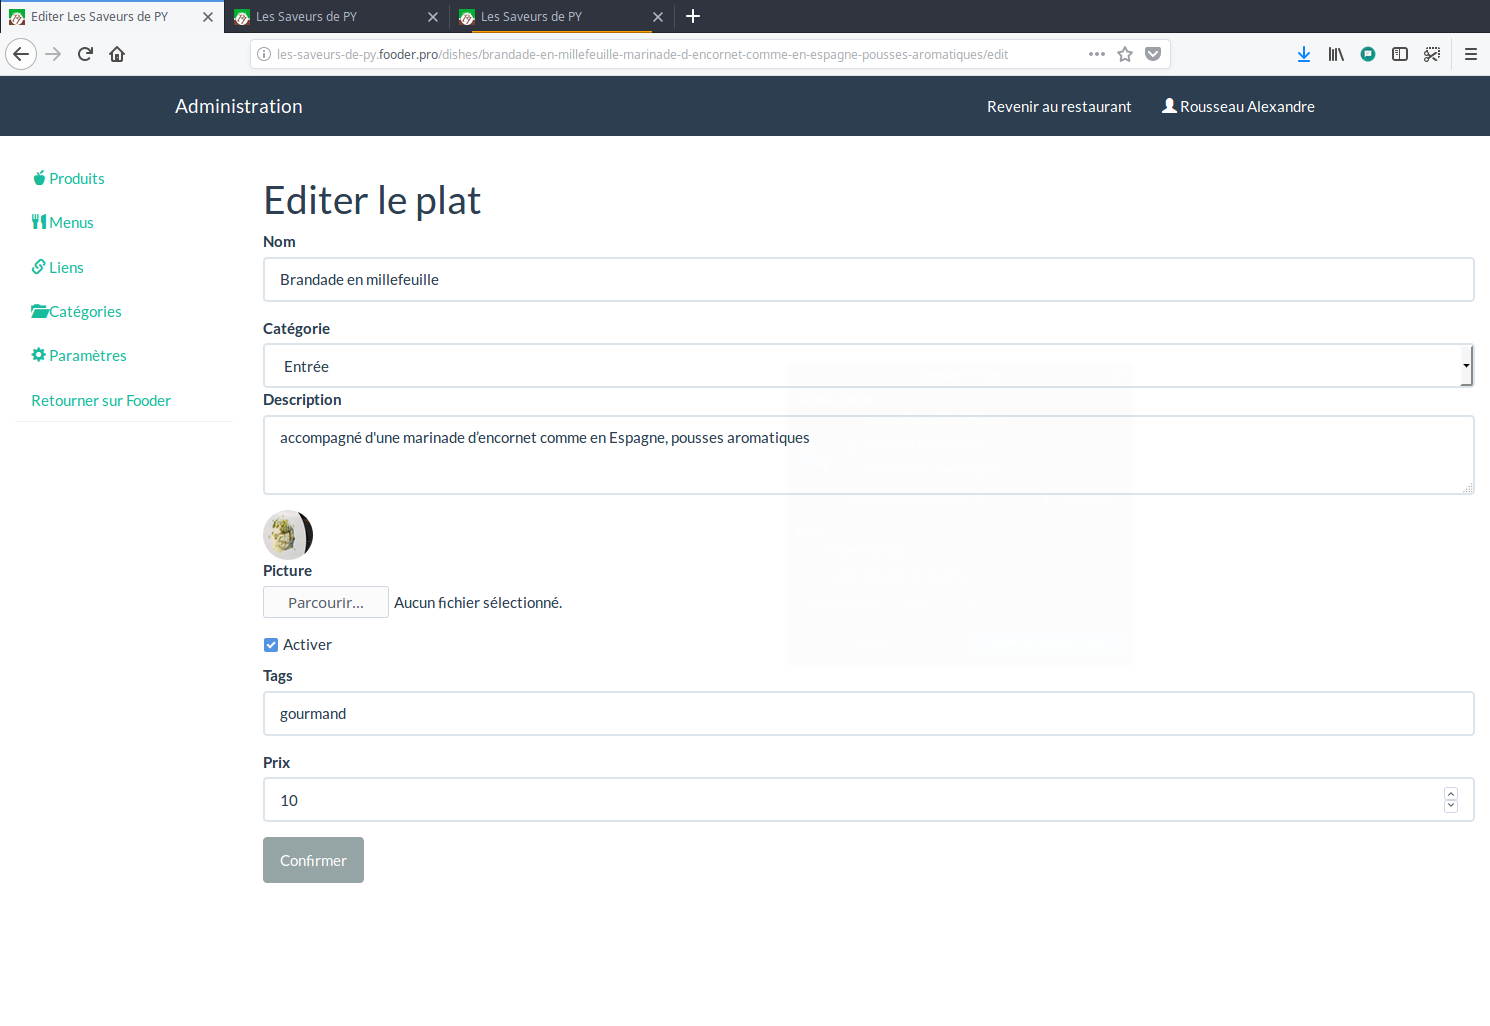 Editer Les Saveurs de PY
Les Saveurs de PY
Les Saveurs de PY
les-saveurs-de-py.fooder.pro/dishes/brandade-en-millefeuille-marinade-d-encornet-comme-en-espagne-pousses-aromatiques/edit
Administration
Revenir au restaurant
Rousseau Alexandre
Produits
Menus
Liens
Catégories
Paramètres
Retourner sur Fooder
Editer le plat
Nom
Brandade en millefeuille
Catégorie
Entrée
Description
accompagné d'une marinade d’encornet comme en Espagne, pousses aromatiques
Picture
Parcourir... Aucun fichier sélectionné.
Activer
Tags
gourmand
Prix
10
Confirmer